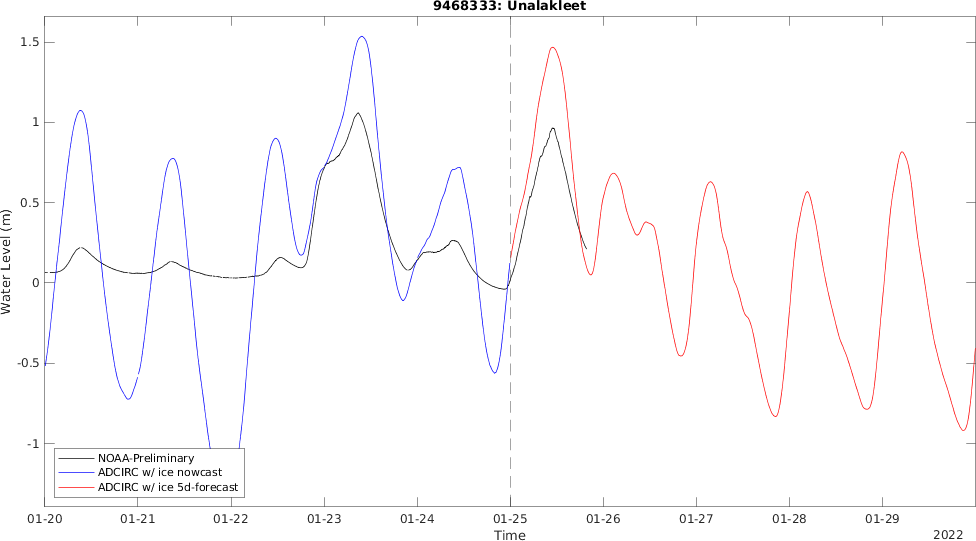 9468333: Unalakleet
Water Level (m)
1.5
1
0.5
0
-0.5
-1
NOAA-Preliminary
ADCIRC w/ ice nowcast
ADCIRC w/ ice 5d-forecast
01-20 01-21 01-22 01-23 01-24 01-25 01-26 01-27 01-28 01-29
Time
2022